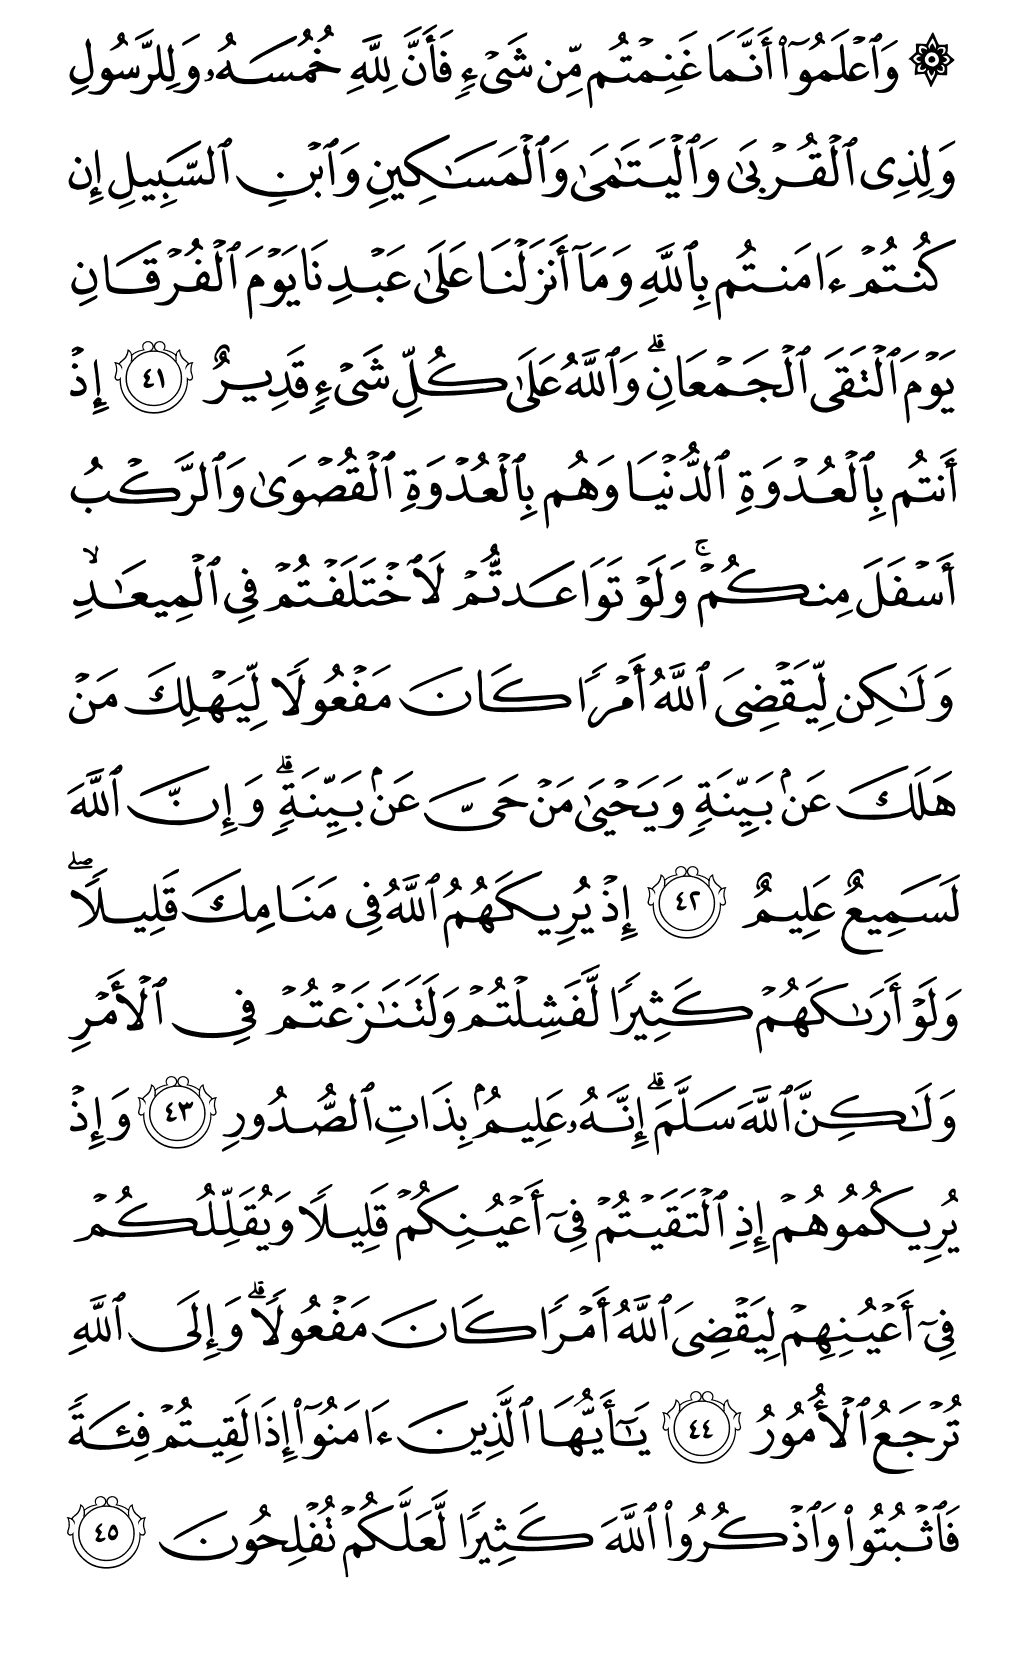 ۞ وَٱعْلَمُوٓا۟ أَنَّمَا غَنِمْتُم مِّن شَىْءٍ فَأَنَّ لِلَّهِ خُمُسَهُۥ وَلِلرَّسُولِ
وَلِذِى ٱلْقُرْبَىٰ وَٱلْيَتَـٰمَىٰ وَٱلْمَسَـٰكِينِ وَٱبْنِ ٱلسَّبِيلِ إِن
كُنتُمْ ءَامَنتُم بِٱللَّهِ وَمَآ أَنزَلْنَا عَلَىٰ عَبْدِنَا يَوْمَ ٱلْفُرْقَانِ
يَوْمَ ٱلْتَقَى ٱلْجَمْعَانِ ۗ وَٱللَّهُ عَلَىٰ كُلِّ شَىْءٍ قَدِيرٌ ٤١ إِذْ
أَنتُم بِٱلْعُدْوَةِ ٱلدُّنْيَا وَهُم بِٱلْعُدْوَةِ ٱلْقُصْوَىٰ وَٱلرَّكْبُ
أَسْفَلَ مِنكُمْ ۚ وَلَوْ تَوَاعَدتُّمْ لَٱخْتَلَفْتُمْ فِى ٱلْمِيعَـٰدِ ۙ
وَلَـٰكِن لِّيَقْضِىَ ٱللَّهُ أَمْرًا كَانَ مَفْعُولًا لِّيَهْلِكَ مَنْ
هَلَكَ عَنۢ بَيِّنَةٍ وَيَحْيَىٰ مَنْ حَىَّ عَنۢ بَيِّنَةٍ ۗ وَإِنَّ ٱللَّهَ
لَسَمِيعٌ عَلِيمٌ ٤٢ إِذْ يُرِيكَهُمُ ٱللَّهُ فِى مَنَامِكَ قَلِيلًا ۖ
وَلَوْ أَرَىٰكَهُمْ كَثِيرًا لَّفَشِلْتُمْ وَلَتَنَـٰزَعْتُمْ فِى ٱلْأَمْرِ
وَلَـٰكِنَّ ٱللَّهَ سَلَّمَ ۗ إِنَّهُۥ عَلِيمٌۢ بِذَاتِ ٱلصُّدُورِ ٤٣ وَإِذْ
يُرِيكُمُوهُمْ إِذِ ٱلْتَقَيْتُمْ فِىٓ أَعْيُنِكُمْ قَلِيلًا وَيُقَلِّلُكُمْ
فِىٓ أَعْيُنِهِمْ لِيَقْضِىَ ٱللَّهُ أَمْرًا كَانَ مَفْعُولًا ۗ وَإِلَى ٱللَّهِ
تُرْجَعُ ٱلْأُمُورُ ٤٤ يَـٰٓأَيُّهَا ٱلَّذِينَ ءَامَنُوٓا۟ إِذَا لَقِيتُمْ فِئَةً
فَٱثْبُتُوا۟ وَٱذْكُرُوا۟ ٱللَّهَ كَثِيرًا لَّعَلَّكُمْ تُفْلِحُونَ ٤٥